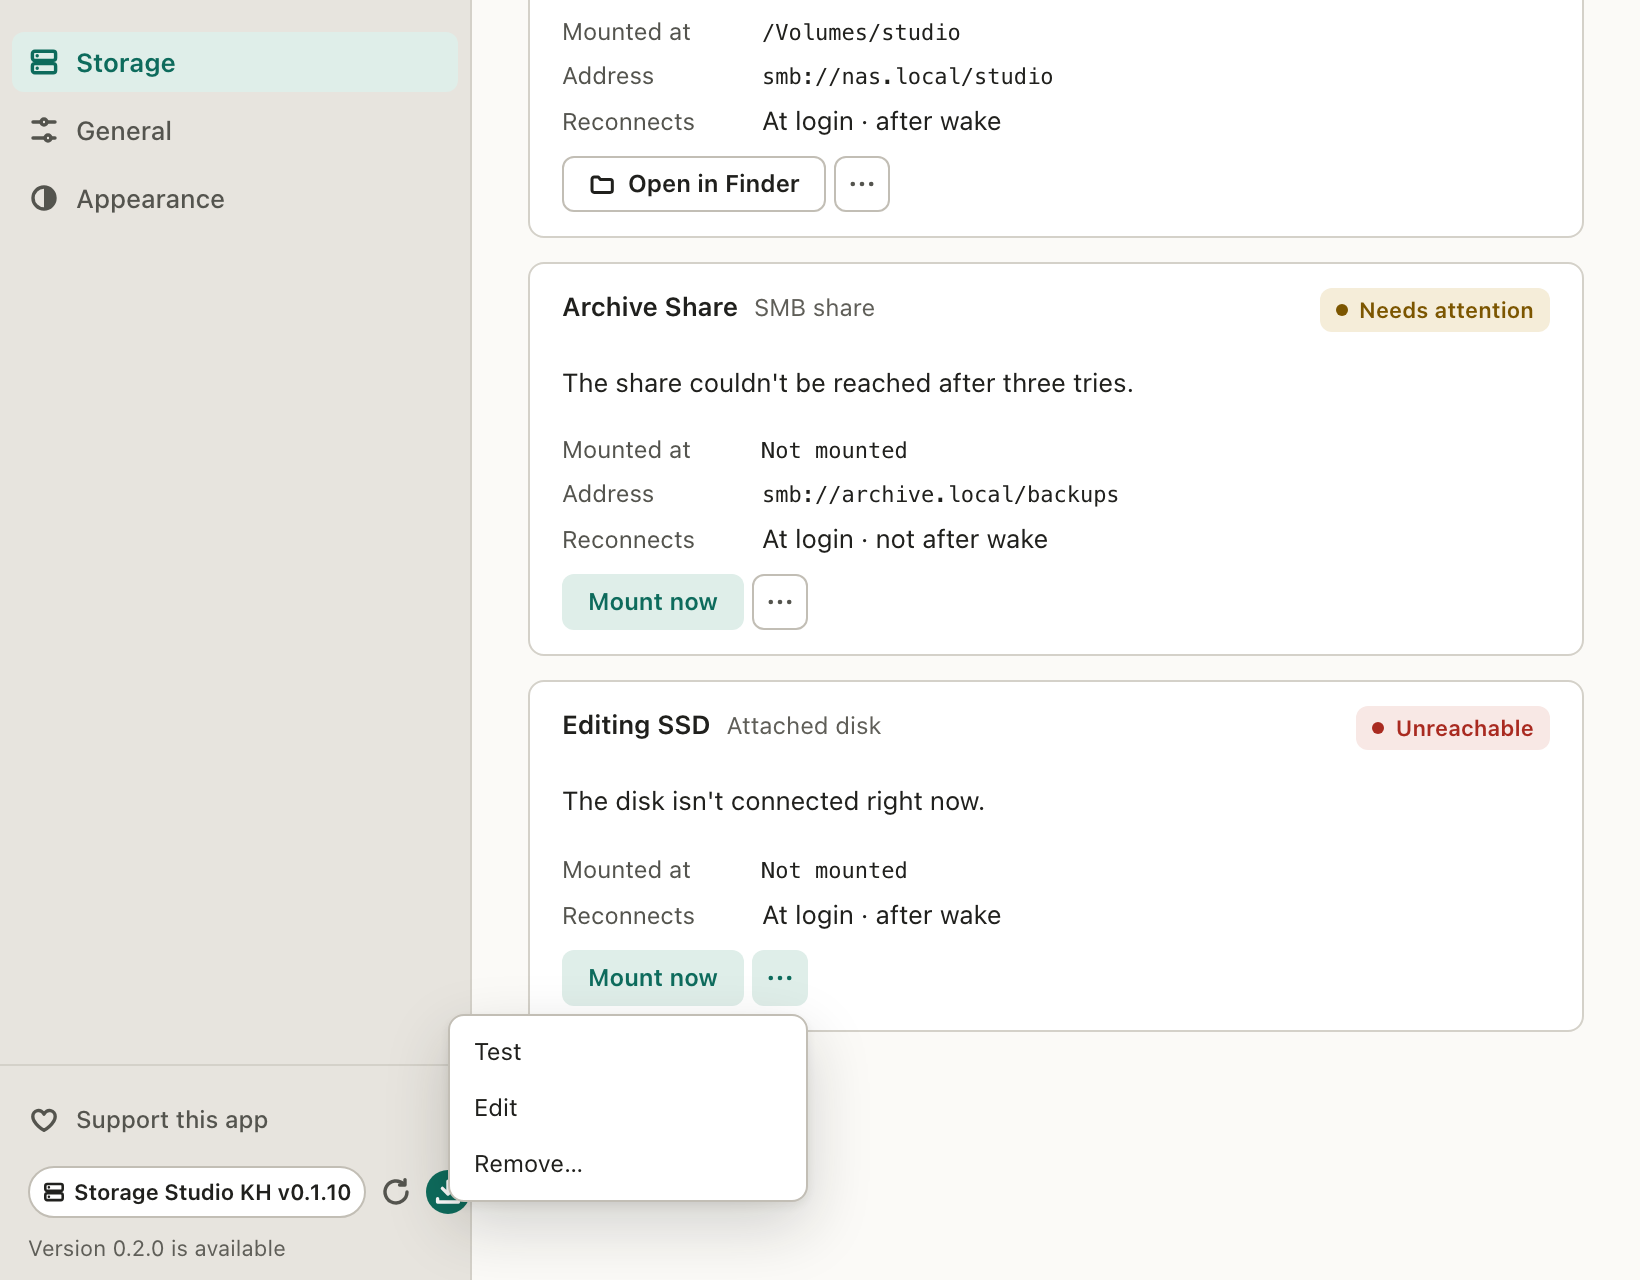 Storage
General
Appearance
Mounted at /Volumes/studio
Address smb://nas.local/studio
Reconnects At login · after wake
Open in Finder ···
Archive Share SMB share Needs attention
The share couldn't be reached after three tries.
Mounted at Not mounted
Address smb://archive.local/backups
Reconnects At login · not after wake
Mount now ···
Editing SSD Attached disk Unreachable
The disk isn't connected right now.
Mounted at Not mounted
Reconnects At login · after wake
Mount now ···
Test
Edit
Remove...
Support this app
Storage Studio KH v0.1.10
Version 0.2.0 is available